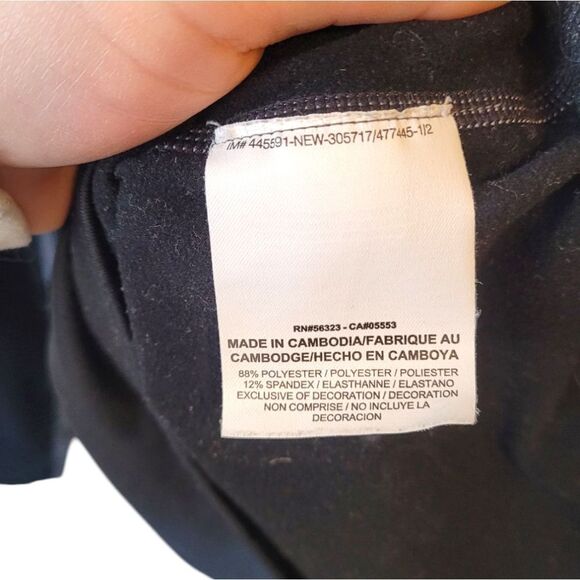 IM# 445591-NEW-305717/477445-1/2
RN#56323 - CA#05553
MADE IN CAMBODIA/FABRIQUE AU
CAMBODGE/HECHO EN CAMBOYA
88% POLYESTER / POLYESTER / POLIESTER
12% SPANDEX / ELASTHANNE / ELASTANO
EXCLUSIVE OF DECORATION / DECORATION
NON COMPRISE / NO INCLUYE LA
DECORACION